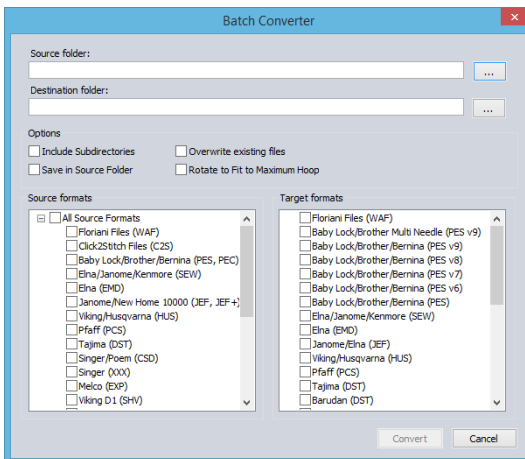 Batch Converter
Source folder:
...
Destination folder:
...
Options
Include Subdirectories
Overwrite existing files
Save in Source Folder
Rotate to Fit to Maximum Hoop
Source formats
All Source Formats
Floriani Files (WAF)
Click2Stitch Files (C2S)
Baby Lock/Brother/Bernina (PES, PEC)
Elna/Janome/Kenmore (SEW)
Elna (EMD)
Janome/New Home 10000 (JEF, JEF+)
Viking/Husqvarna (HUS)
Pfaff (PCS)
Tajima (DST)
Singer/Poem (CSD)
Singer (XXX)
Melco (EXP)
Viking D1 (SHV)
Target formats
Floriani Files (WAF)
Baby Lock/Brother Multi Needle (PES v9)
Baby Lock/Brother/Bernina (PES v9)
Baby Lock/Brother/Bernina (PES v8)
Baby Lock/Brother/Bernina (PES v7)
Baby Lock/Brother/Bernina (PES v6)
Baby Lock/Brother/Bernina (PES)
Elna/Janome/Kenmore (SEW)
Elna (EMD)
Janome/Elna (JEF)
Viking/Husqvarna (HUS)
Pfaff (PCS)
Tajima (DST)
Barudan (DST)
Convert
Cancel